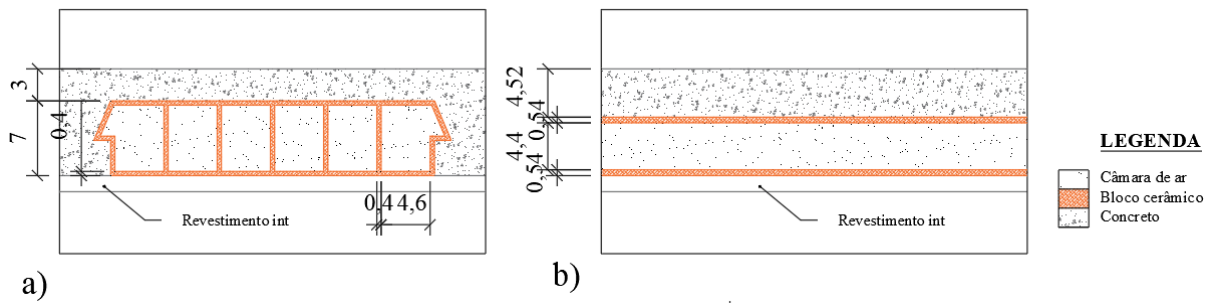 3
7
0,4
0,4 4,6
Revestimento int
a)
4,52
0,54
4,4
0,54
Revestimento int
b)
LEGENDA
Câmara de ar
Bloco cerâmico
Concreto